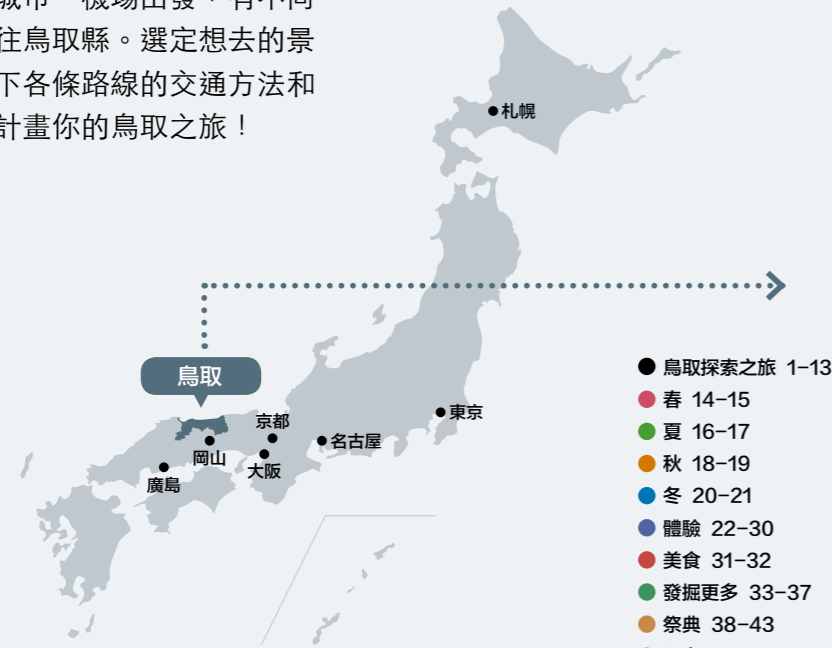 往鳥取縣。選定想去的景
下各條路線的交通方法和
計畫你的鳥取之旅！
札幌
鳥取
東京
京都
名古屋
岡山
大阪
廣島
鳥取探索之旅 1–13
春 14–15
夏 16–17
秋 18–19
冬 20–21
體驗 22–30
美食 31–32
發掘更多 33–37
祭典 38–43